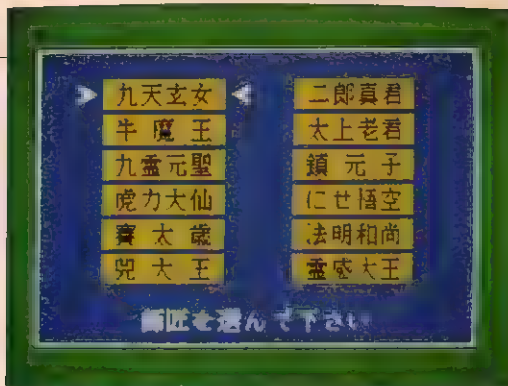 九天玄女
牛魔王
九霊元聖
虎力大仙
賽太歳
兕大王
二郎真君
太上老君
鎮元子
にせ悟空
法明和尚
霊感大王
師匠を選んで下さい